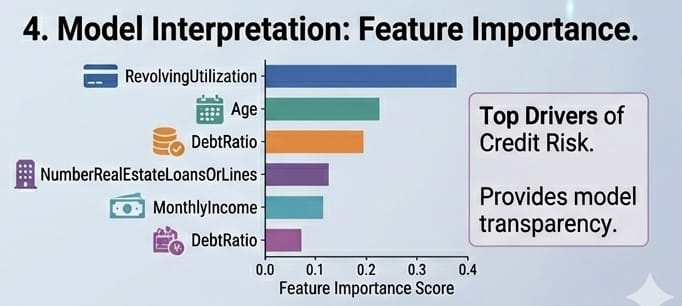 4. Model Interpretation: Feature Importance.
RevolvingUtilization
Age
DebtRatio
NumberRealEstateLoansOrLines
MonthlyIncome
DebtRatio
0.0 0.1 0.2 0.3 0.4
Feature Importance Score
Top Drivers of
Credit Risk.
Provides model
transparency.